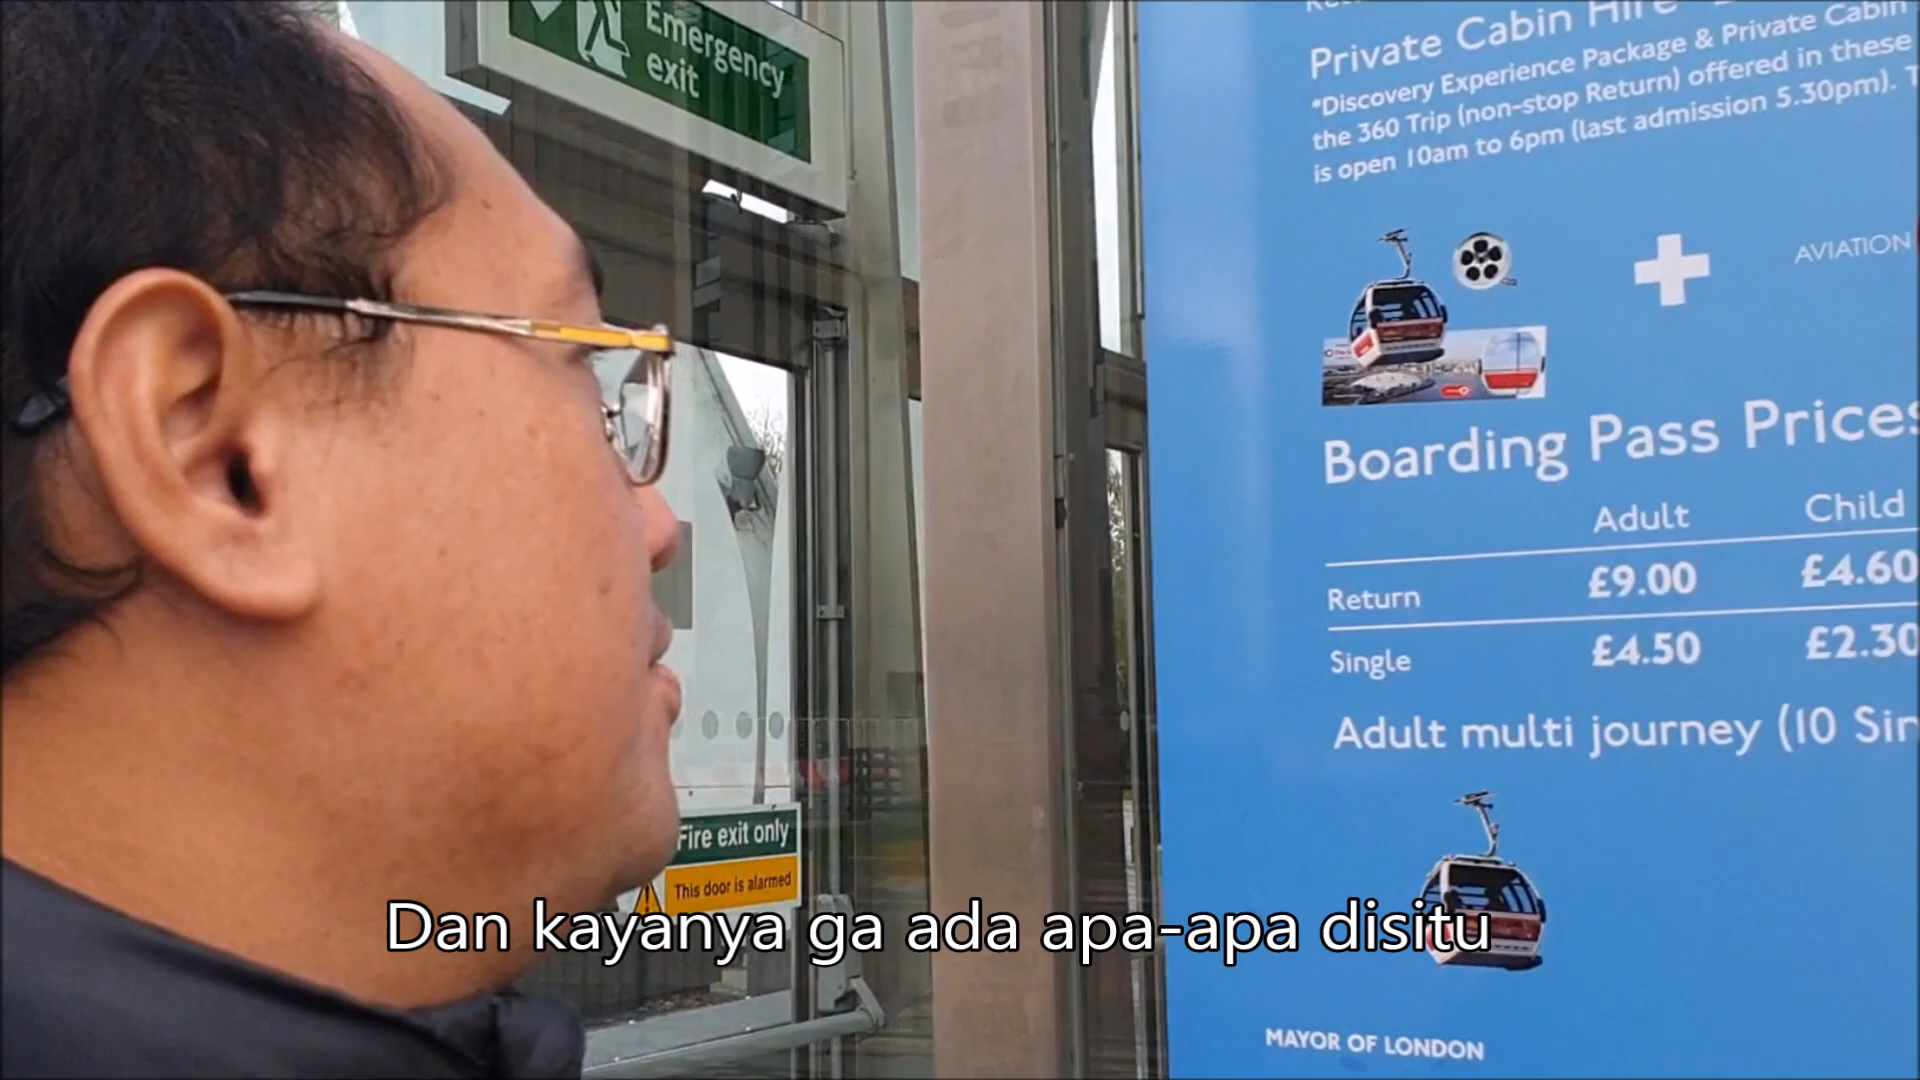 Emergency
exit
Private Cabin Hire
*Discovery Experience Package & Private Cabin
the 360 Trip (non-stop Return) offered in these
is open 10am to 6pm (last admission 5.30pm).
AVIATION
Boarding Pass Prices
Adult Child
Return £9.00 £4.60
Single £4.50 £2.30
Adult multi journey (10
Fire exit only
This door is alarmed
Dan kayanya ga ada apa-apa disitu
MAYOR OF LONDON